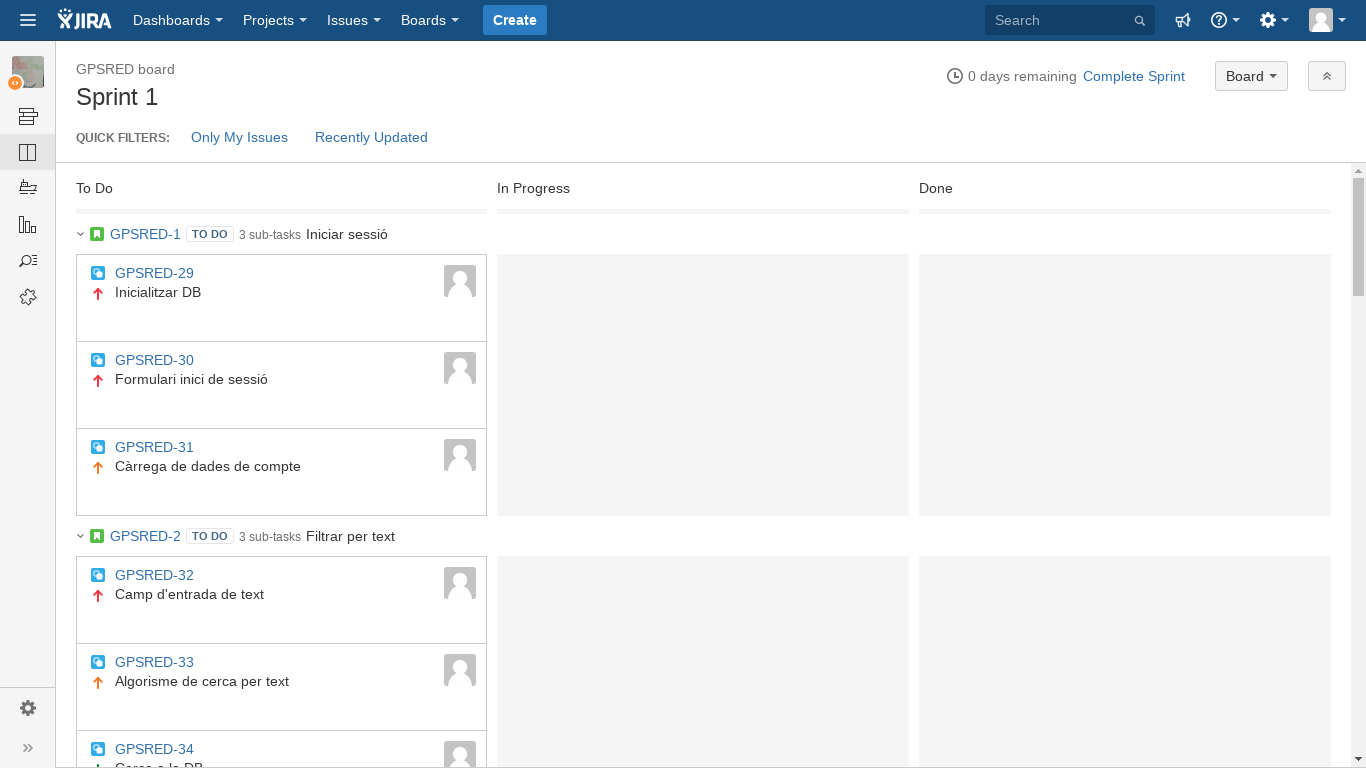 JIRA Dashboards Projects Issues Boards Create Search
GPSRED board
Sprint 1
0 days remaining Complete Sprint Board
QUICK FILTERS: Only My Issues Recently Updated
To Do In Progress Done
GPSRED-1 TO DO 3 sub-tasks Iniciar sessió
GPSRED-29
Inicialitzar DB
GPSRED-30
Formulari inici de sessió
GPSRED-31
Càrrega de dades de compte
GPSRED-2 TO DO 3 sub-tasks Filtrar per text
GPSRED-32
Camp d'entrada de text
GPSRED-33
Algorisme de cerca per text
GPSRED-34
Cerca a la DB